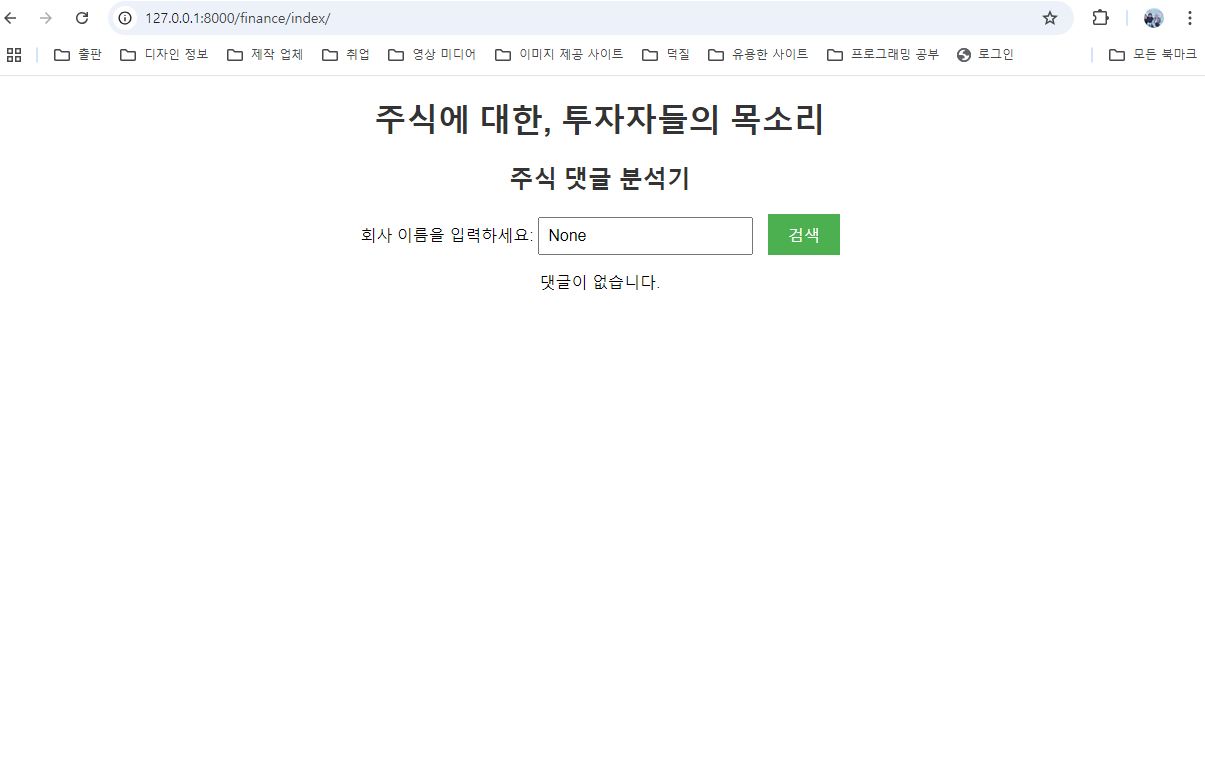 127.0.0.1:8000/finance/index/
출판 디자인 정보 제작 업체 취업 영상 미디어 이미지 제공 사이트 덕질 유용한 사이트 프로그래밍 공부 로그인 모든 북마크
주식에 대한, 투자자들의 목소리
주식 댓글 분석기
회사 이름을 입력하세요: None 검색
댓글이 없습니다.